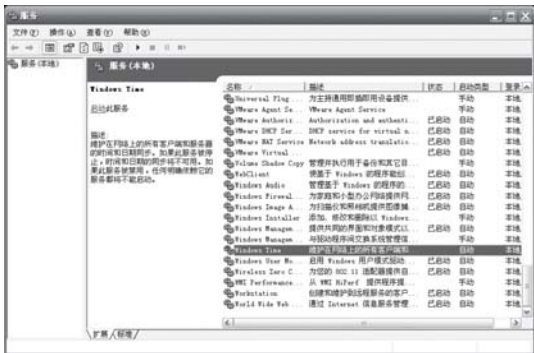 服务
文件(F) 操作(A) 查看(V) 帮助(H)
服务(本地)
服务(本地)
Windows Time
启动此服务
描述:
维护在网络上的所有客户端和服务器
的时间和日期同步。如果此服务被停
止，时间和日期的同步将不可用。如
果此服务被禁用，任何明确依赖它的
服务都将不能启动。
名称 描述 状态 启动类型 登录
Universal Plug ... 为主持通用即插即用设备提供... 手动 本地
VMware Agent Se... VMware Agent Service 手动 本地
VMware Authoriz... Authorization and authenti... 已启动 自动 本地
VMware DHCP Ser... DHCP service for virtual n... 已启动 自动 本地
VMware NAT Service Network address translatio... 已启动 自动 本地
VMware Virtual ... 已启动 自动 本地
Volume Shadow Copy 管理并执行用于备份和其它目... 手动 本地
WebClient 使基于 Windows 的程序能创... 已启动 自动 本地
Windows Audio 管理基于 Windows 的程序的... 已启动 自动 本地
Windows Firewal... 为家庭和小型办公网络提供网... 已启动 自动 本地
Windows Image A... 为扫描仪和照相机提供图像捕... 已启动 自动 本地
Windows Installer 添加、修改和删除以 Windows... 手动 本地
Windows Managem... 提供共同的界面和对象模式以... 已启动 自动 本地
Windows Managem... 与驱动程序间交换系统管理信... 手动 本地
Windows Time 维护在网络上的所有客户端和... 自动 本地
Windows User Mo... 启用 Windows 用户模式驱动... 已启动 自动 本地
Wireless Zero C... 为您的 802.11 适配器提供自... 已启动 自动 本地
WMI Performance... 从 WMI HiPerf 提供程序提... 手动 本地
Workstation 创建和维护到远程服务的客户... 已启动 自动 本地
World Wide Web ... 通过 Internet 信息服务管理... 已启动 自动 本地
扩展 标准